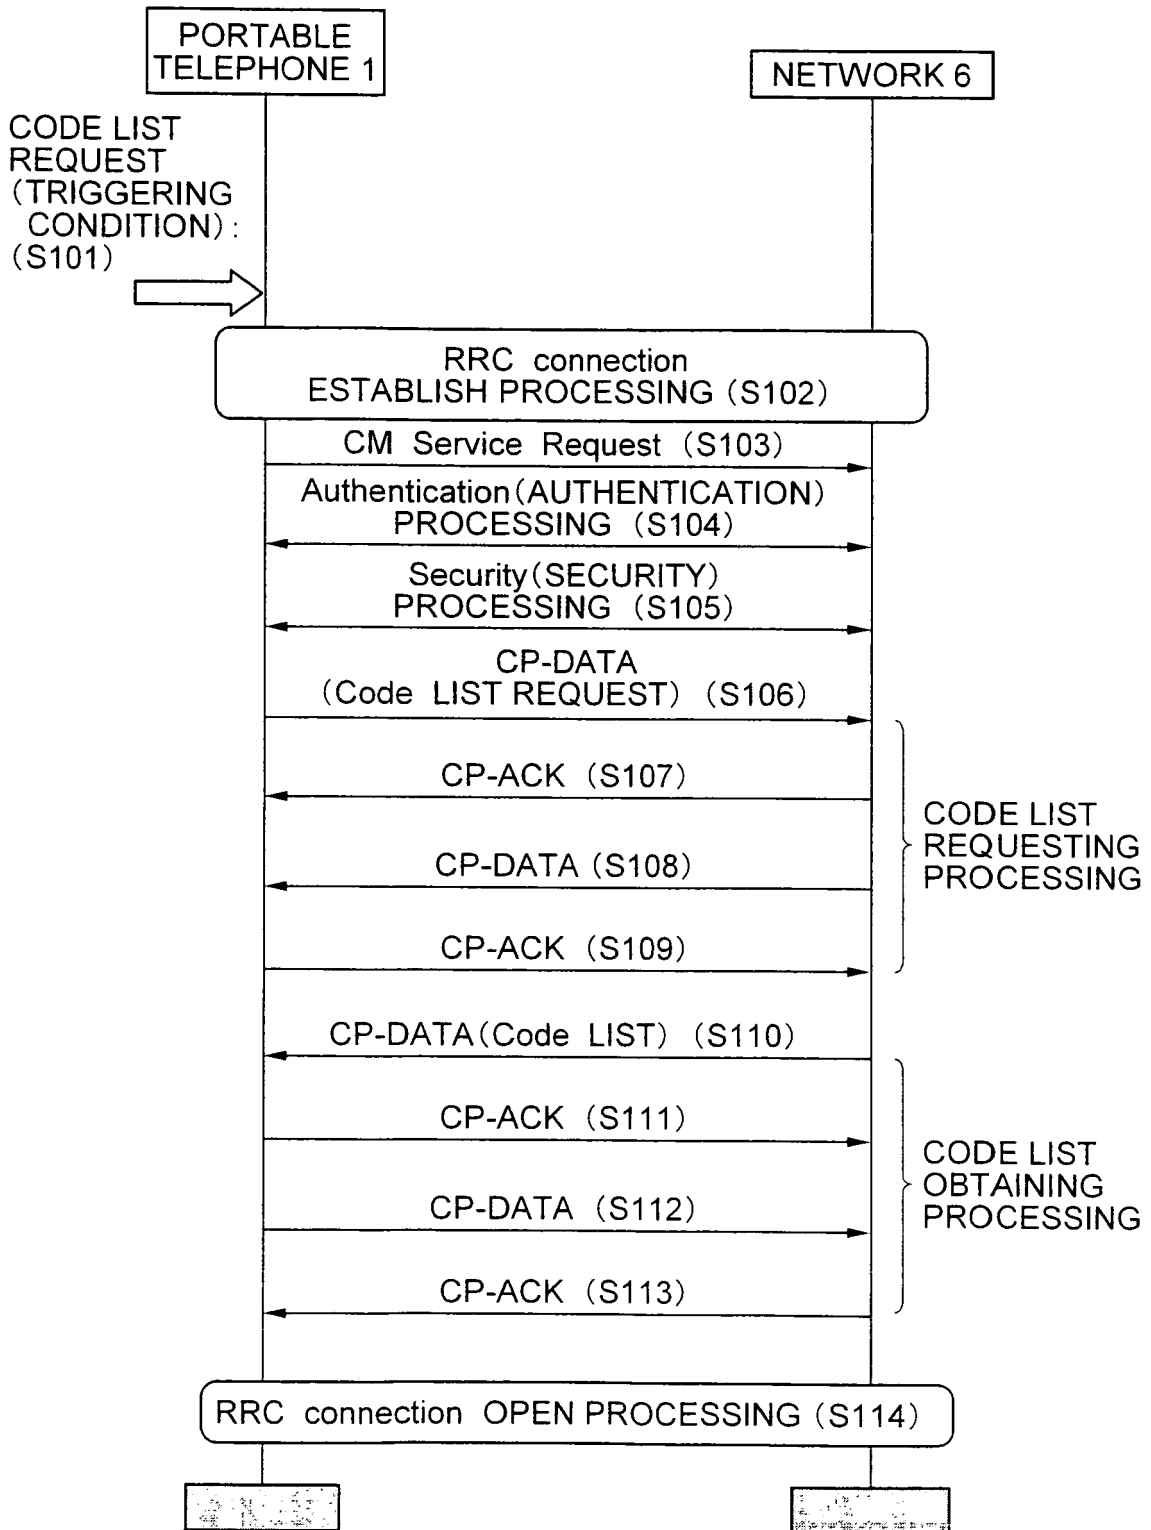 PORTABLE
TELEPHONE 1
NETWORK 6
CODE LIST
REQUEST
(TRIGGERING
CONDITION) :
(S101)
RRC connection
ESTABLISH PROCESSING (S102)
CM Service Request (S103)
Authentication(AUTHENTICATION)
PROCESSING (S104)
Security(SECURITY)
PROCESSING (S105)
CP-DATA
(Code LIST REQUEST) (S106)
CP-ACK (S107)
CODE LIST
REQUESTING
PROCESSING
CP-DATA (S108)
CP-ACK (S109)
CP-DATA(Code LIST) (S110)
CP-ACK (S111)
CODE LIST
OBTAINING
PROCESSING
CP-DATA (S112)
CP-ACK (S113)
RRC connection OPEN PROCESSING (S114)